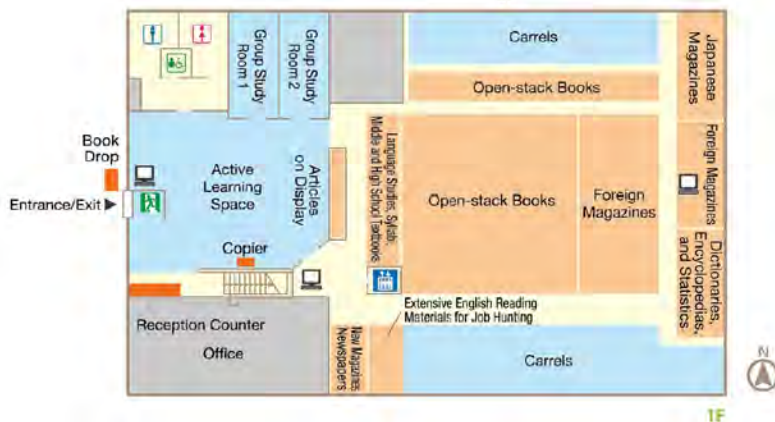 Group Study
Room 1
Group Study
Room 2
Carrels
Japanese
Magazines
Open-stack Books
Book
Drop
Entrance/Exit
Active
Learning
Space
Articles
on Display
Language Studies, Syllabi,
Middle and High School Textbooks
Open-stack Books
Foreign
Magazines
Foreign Magazines
Copier
Dictionaries,
Encyclopedias,
and Statistics
Reception Counter
Office
New Magazines
Newspapers
Extensive English Reading
Materials for Job Hunting
Carrels
N
1F